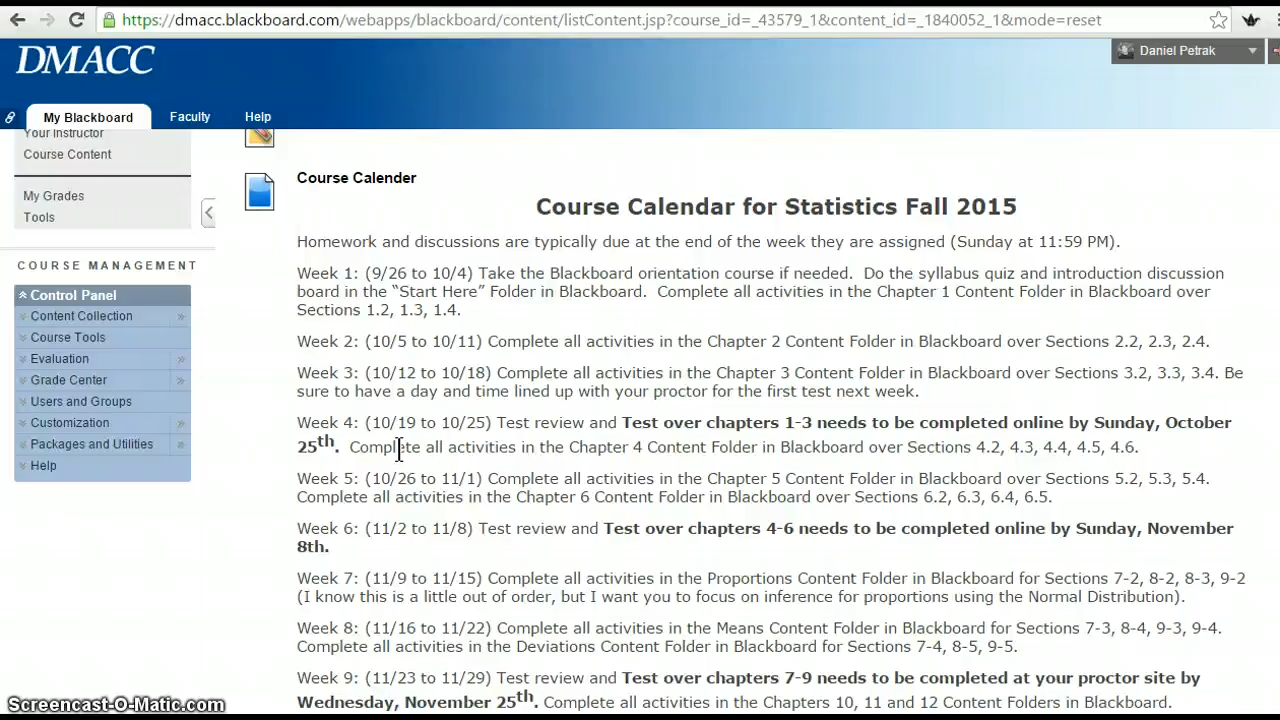 https://dmacc.blackboard.com/webapps/blackboard/content/listContent.jsp?course_id=_43579_1&content_id=_1840052_1&mode=reset
DMACC
Daniel Petrak
My Blackboard Faculty Help
Your Instructor
Course Content
My Grades
Tools
COURSE MANAGEMENT
Control Panel
Content Collection
Course Tools
Evaluation
Grade Center
Users and Groups
Customization
Packages and Utilities
Help
Course Calender
Course Calendar for Statistics Fall 2015
Homework and discussions are typically due at the end of the week they are assigned (Sunday at 11:59 PM).
Week 1: (9/26 to 10/4) Take the Blackboard orientation course if needed. Do the syllabus quiz and introduction discussion
board in the “Start Here” Folder in Blackboard. Complete all activities in the Chapter 1 Content Folder in Blackboard over
Sections 1.2, 1.3, 1.4.
Week 2: (10/5 to 10/11) Complete all activities in the Chapter 2 Content Folder in Blackboard over Sections 2.2, 2.3, 2.4.
Week 3: (10/12 to 10/18) Complete all activities in the Chapter 3 Content Folder in Blackboard over Sections 3.2, 3.3, 3.4. Be
sure to have a day and time lined up with your proctor for the first test next week.
Week 4: (10/19 to 10/25) Test review and Test over chapters 1-3 needs to be completed online by Sunday, October
25th. Complete all activities in the Chapter 4 Content Folder in Blackboard over Sections 4.2, 4.3, 4.4, 4.5, 4.6.
Week 5: (10/26 to 11/1) Complete all activities in the Chapter 5 Content Folder in Blackboard over Sections 5.2, 5.3, 5.4.
Complete all activities in the Chapter 6 Content Folder in Blackboard over Sections 6.2, 6.3, 6.4, 6.5.
Week 6: (11/2 to 11/8) Test review and Test over chapters 4-6 needs to be completed online by Sunday, November
8th.
Week 7: (11/9 to 11/15) Complete all activities in the Proportions Content Folder in Blackboard for Sections 7-2, 8-2, 8-3, 9-2
(I know this is a little out of order, but I want you to focus on inference for proportions using the Normal Distribution).
Week 8: (11/16 to 11/22) Complete all activities in the Means Content Folder in Blackboard for Sections 7-3, 8-4, 9-3, 9-4.
Complete all activities in the Deviations Content Folder in Blackboard for Sections 7-4, 8-5, 9-5.
Week 9: (11/23 to 11/29) Test review and Test over chapters 7-9 needs to be completed at your proctor site by
Wednesday, November 25th. Complete all activities in the Chapters 10, 11 and 12 Content Folders in Blackboard.
Screencast-O-Matic.com